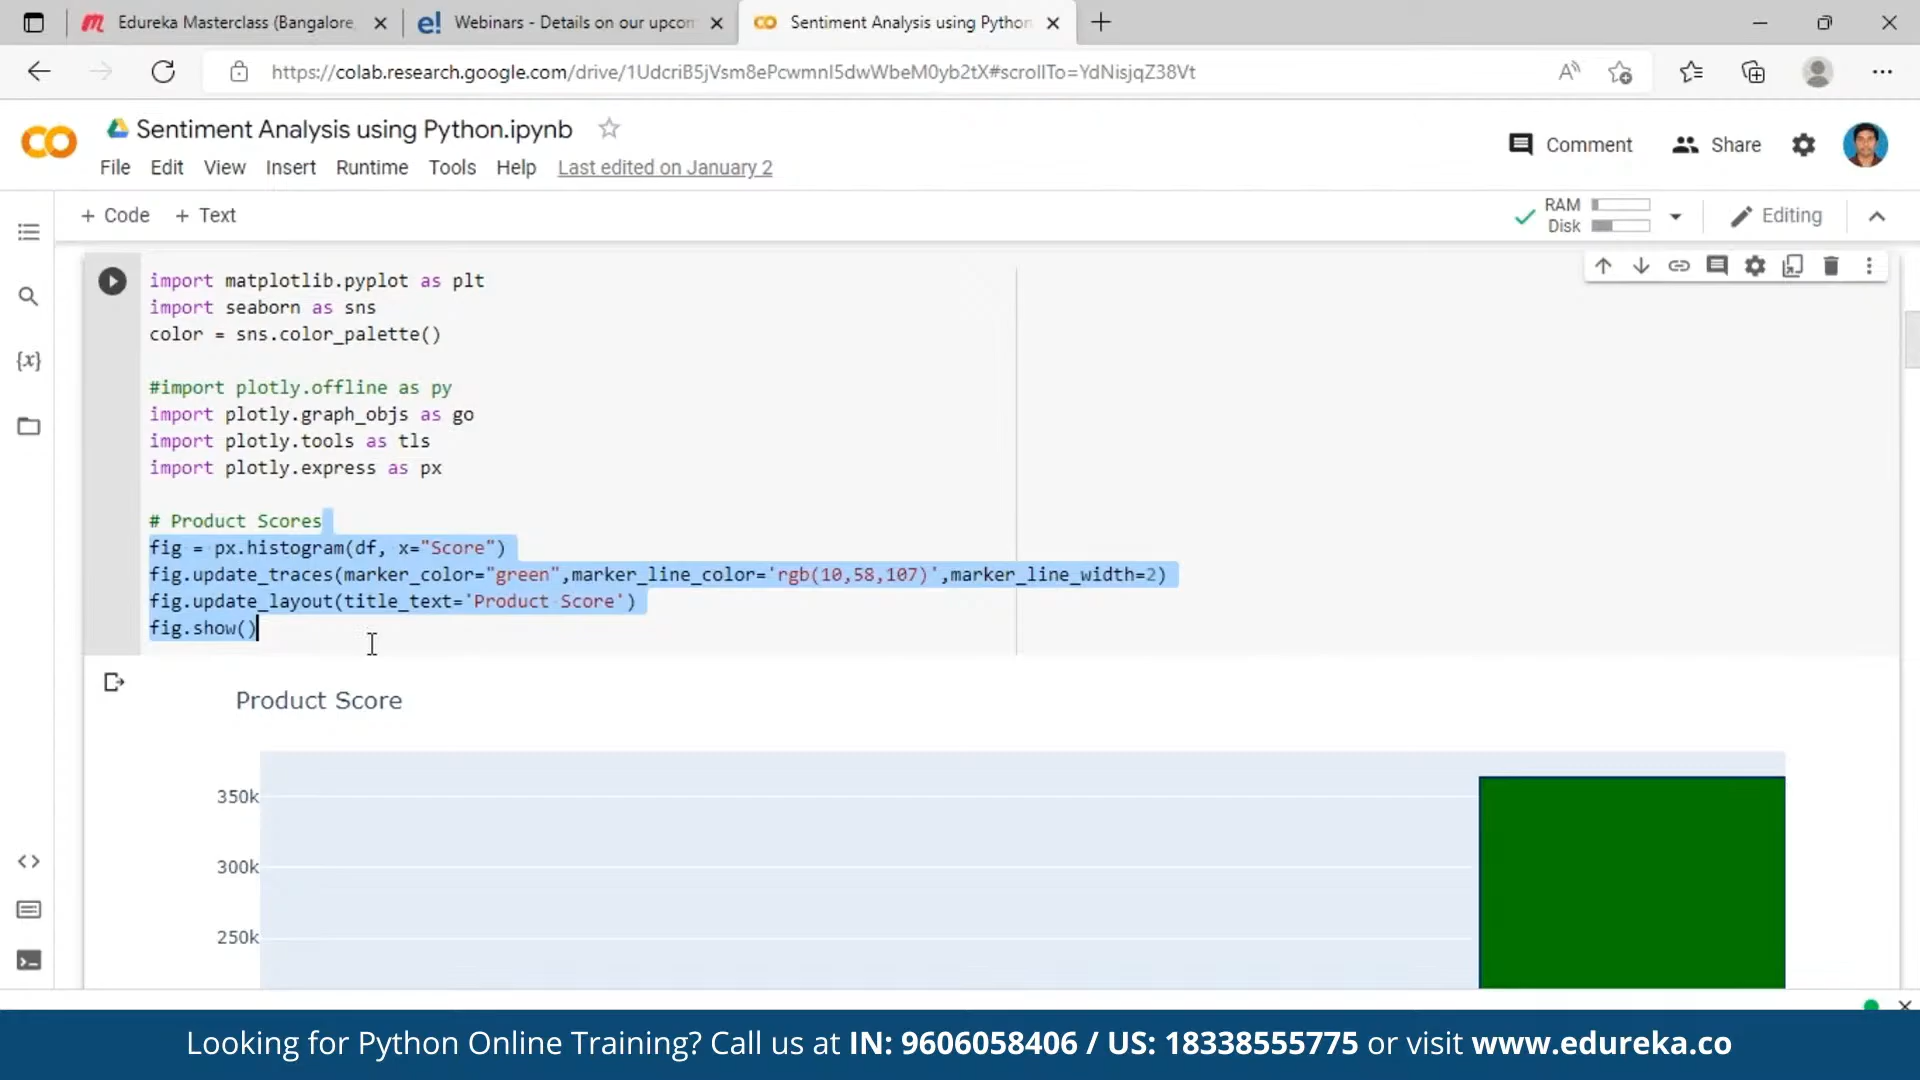 Edureka Masterclass (Bangalore,
Webinars - Details on our upcom
Sentiment Analysis using Python
https://colab.research.google.com/drive/1UdcriB5jVsm8ePcwmnI5dwWbeM0yb2tX#scrollTo=YdNisjqZ38Vt
Sentiment Analysis using Python.ipynb
Comment
Share
File Edit View Insert Runtime Tools Help Last edited on January 2
+ Code + Text
RAM
Disk
Editing
import matplotlib.pyplot as plt
import seaborn as sns
color = sns.color_palette()
#import plotly.offline as py
import plotly.graph_objs as go
import plotly.tools as tls
import plotly.express as px
# Product Scores
fig = px.histogram(df, x="Score")
fig.update_traces(marker_color="green",marker_line_color='rgb(10,58,107)',marker_line_width=2)
fig.update_layout(title_text='Product Score')
fig.show()
Product Score
350k
300k
250k
Looking for Python Online Training? Call us at IN: 9606058406 / US: 18338555775 or visit www.edureka.co